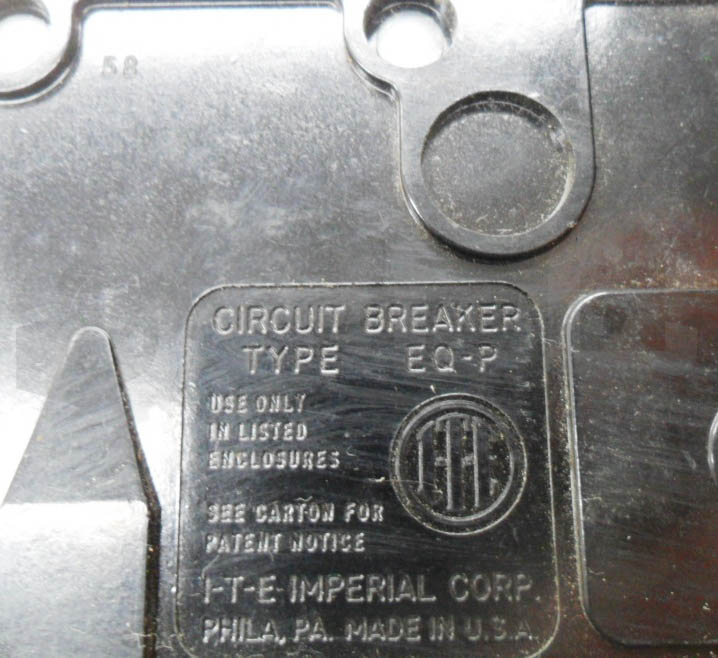 58
CIRCUIT BREAKER
TYPE EQ-P
USE ONLY
IN LISTED
ENCLOSURES
ITE
SEE CARTON FOR
PATENT NOTICE
I-T-E IMPERIAL CORP.
PHILA, PA. MADE IN U.S.A.